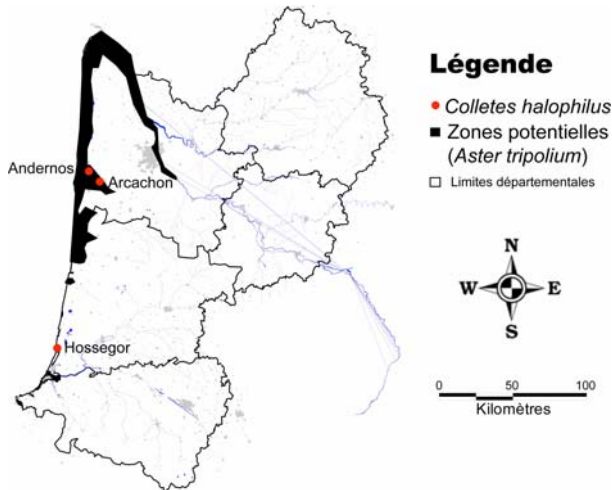 Légende
Colletes halophilus
Zones potentielles
(Aster tripolium)
Limites départementales
Andernos
Arcachon
Hossegor
N
W E
S
0 50 100
Kilomètres